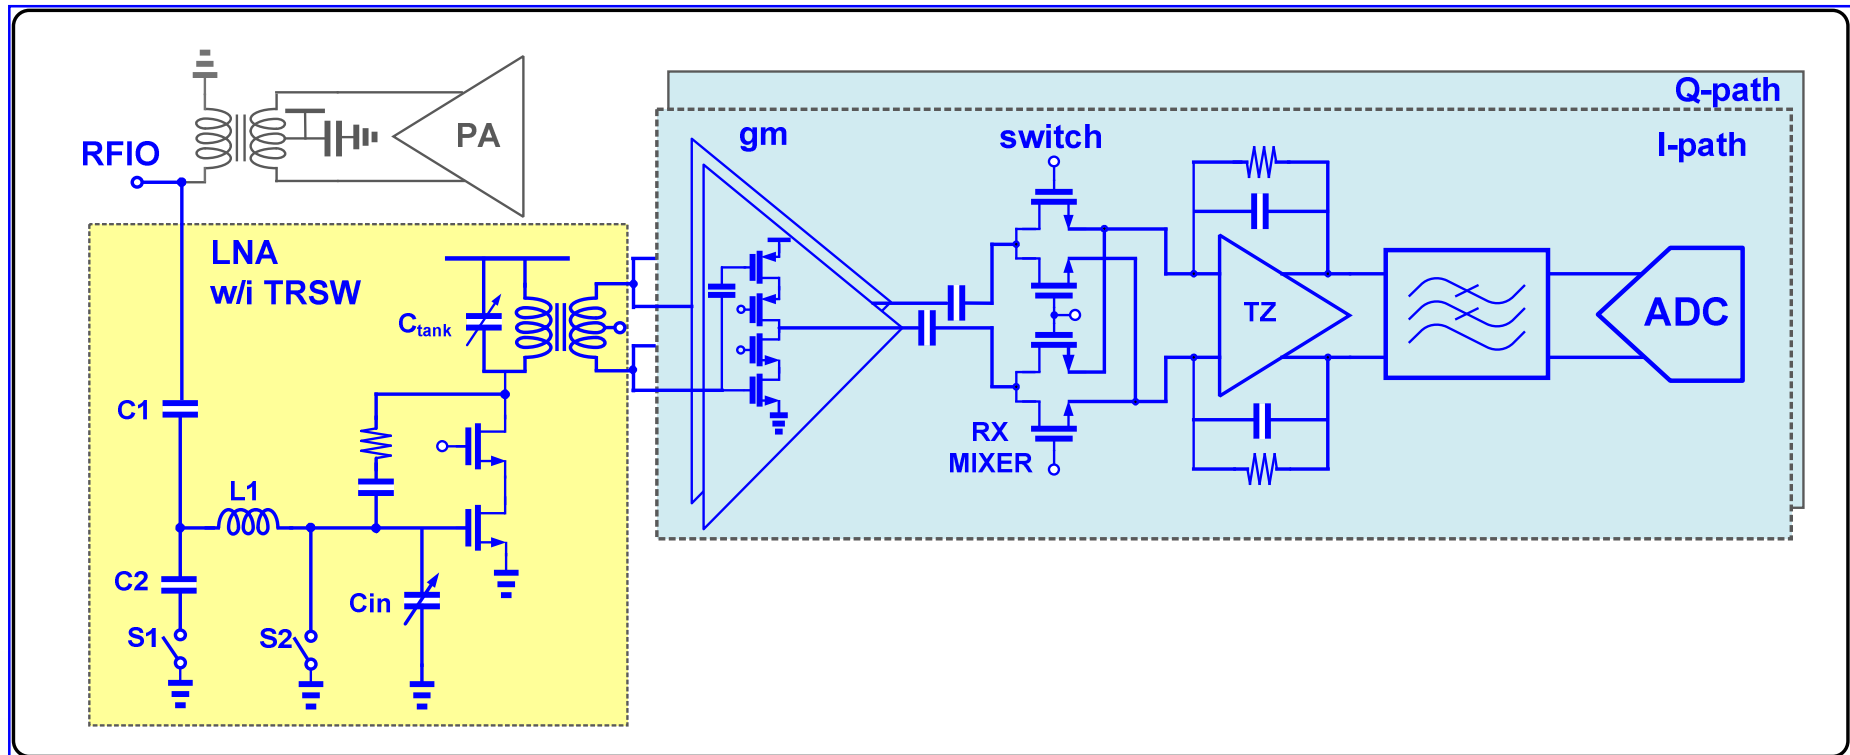 Q-path
I-path
gm
switch
PA
RFIO
LNA
w/i TRSW
Ctank
TZ
ADC
C1
RX
MIXER
L1
C2
Cin
S1
S2